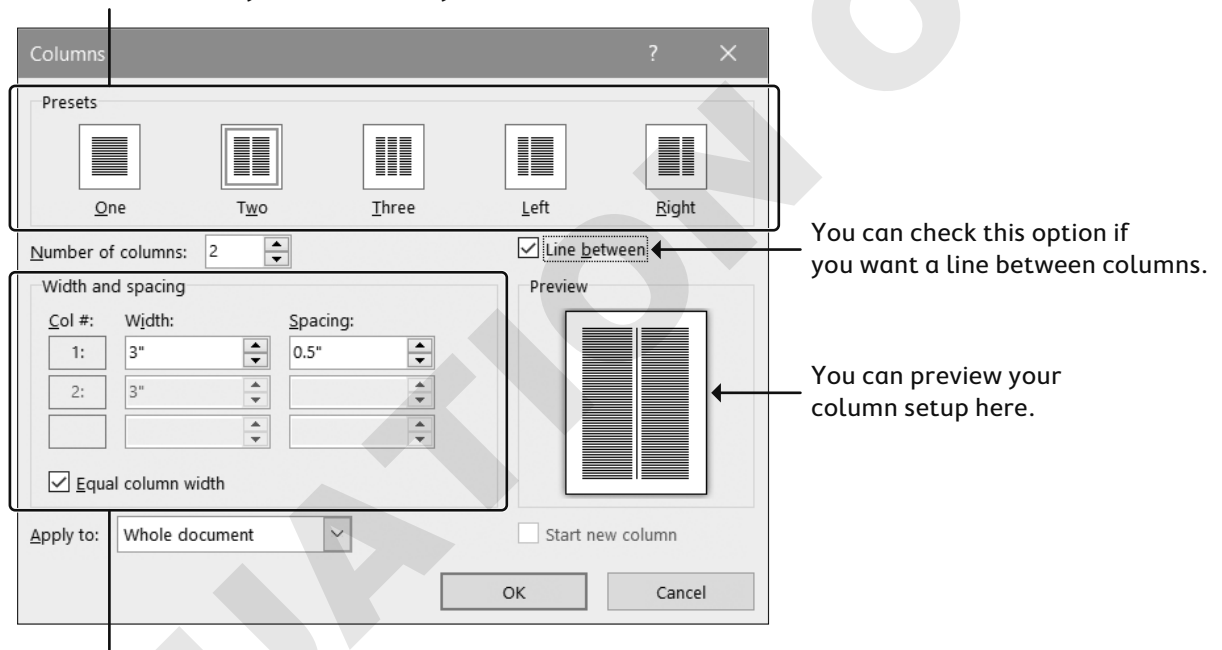 Columns ? ×
Presets
One Two Three Left Right
Number of columns: 2
Line between
You can check this option if
you want a line between columns.
Width and spacing
Col #: Width: Spacing:
1: 3" 0.5"
2: 3"
Equal column width
Preview
You can preview your
column setup here.
Apply to: Whole document
Start new column
OK Cancel
UATION O